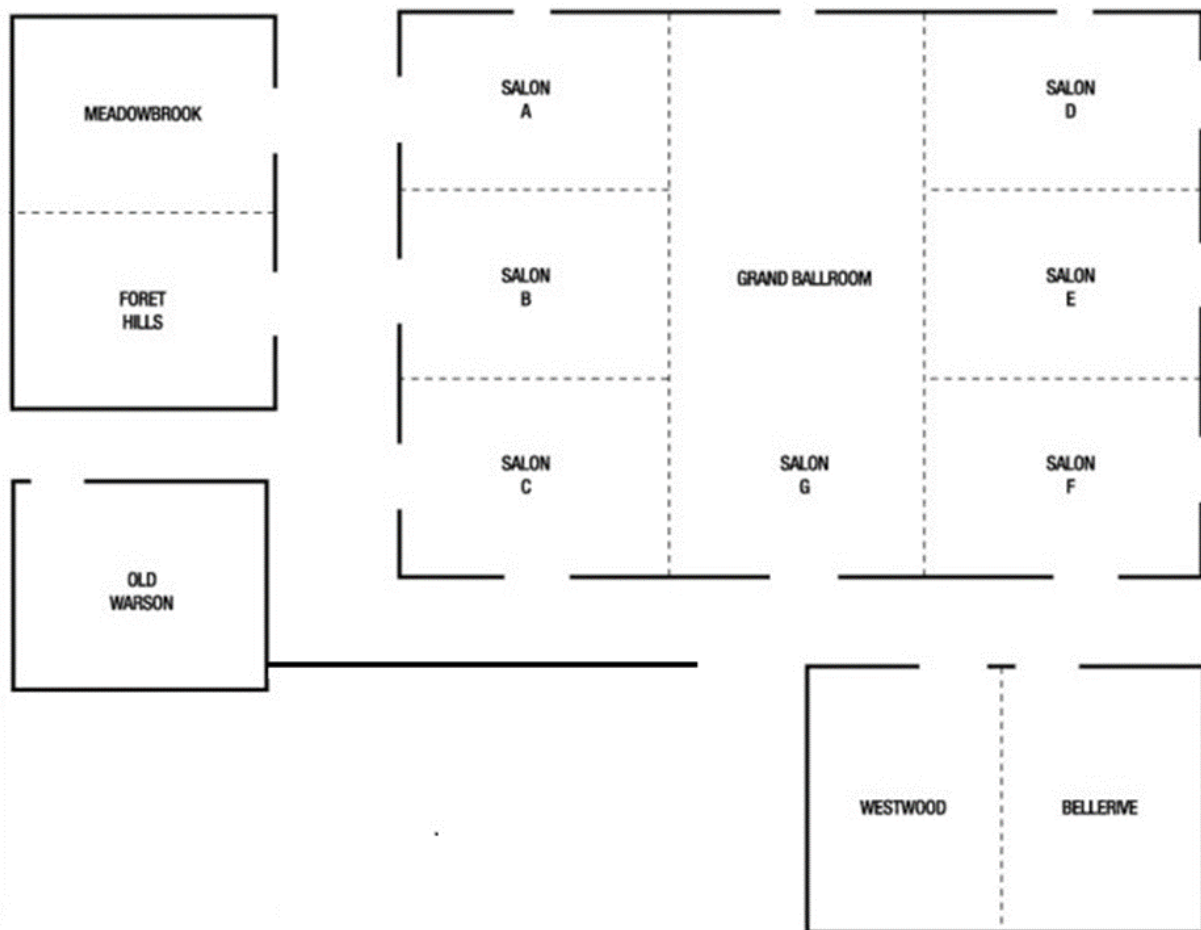 MEADOWBROOK
FORET
HILLS
OLD
WARSON
SALON
A
SALON
B
SALON
C
GRAND BALLROOM
SALON
G
SALON
D
SALON
E
SALON
F
WESTWOOD
BELLERIVE